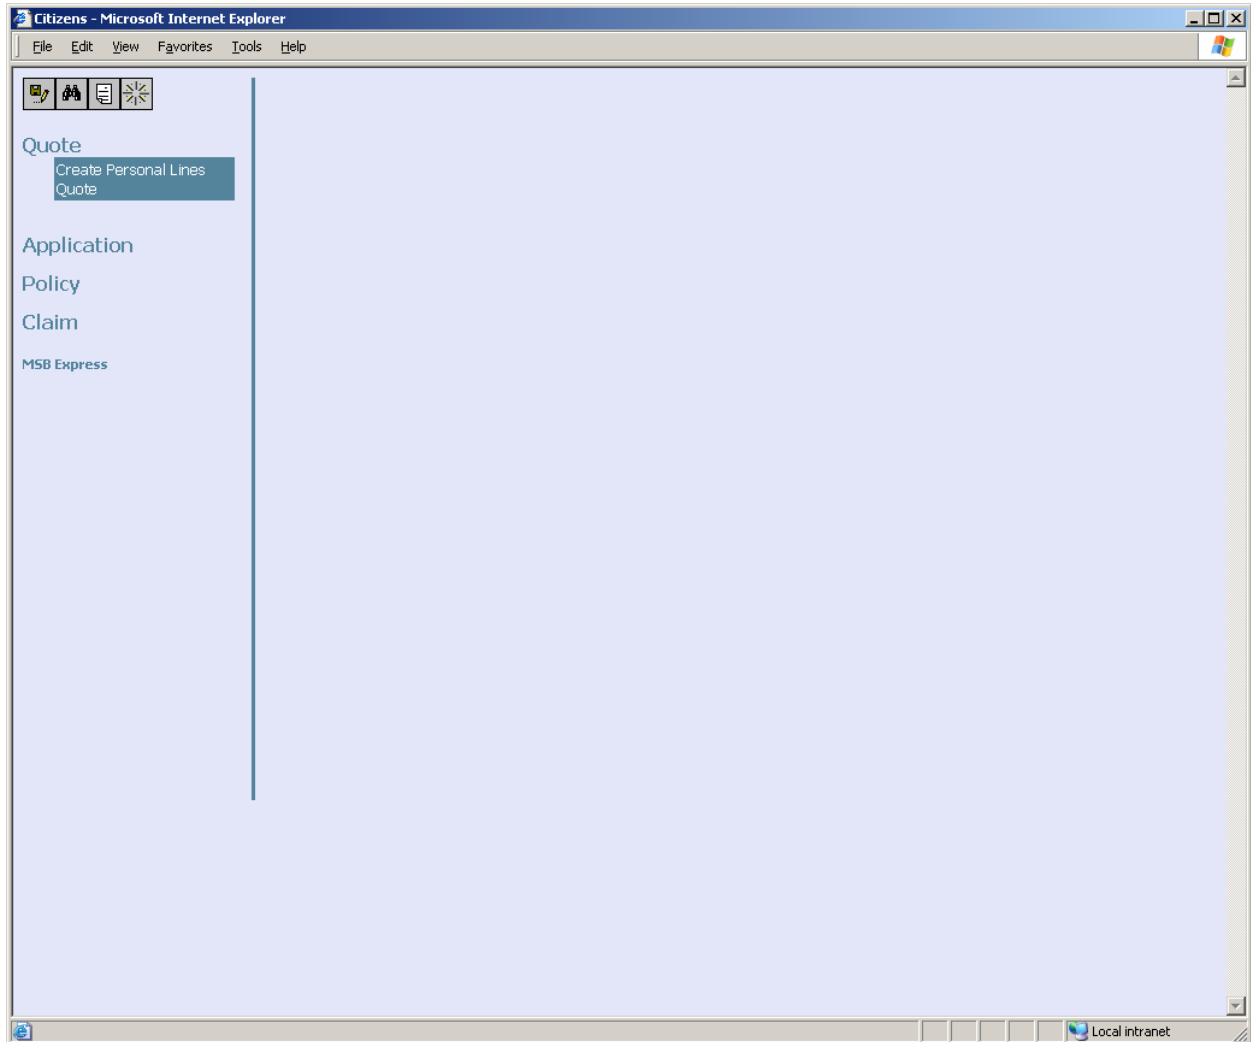 Citizens - Microsoft Internet Explorer
File Edit View Favorites Tools Help
Quote
Create Personal Lines
Quote
Application
Policy
Claim
MSB Express
Local intranet